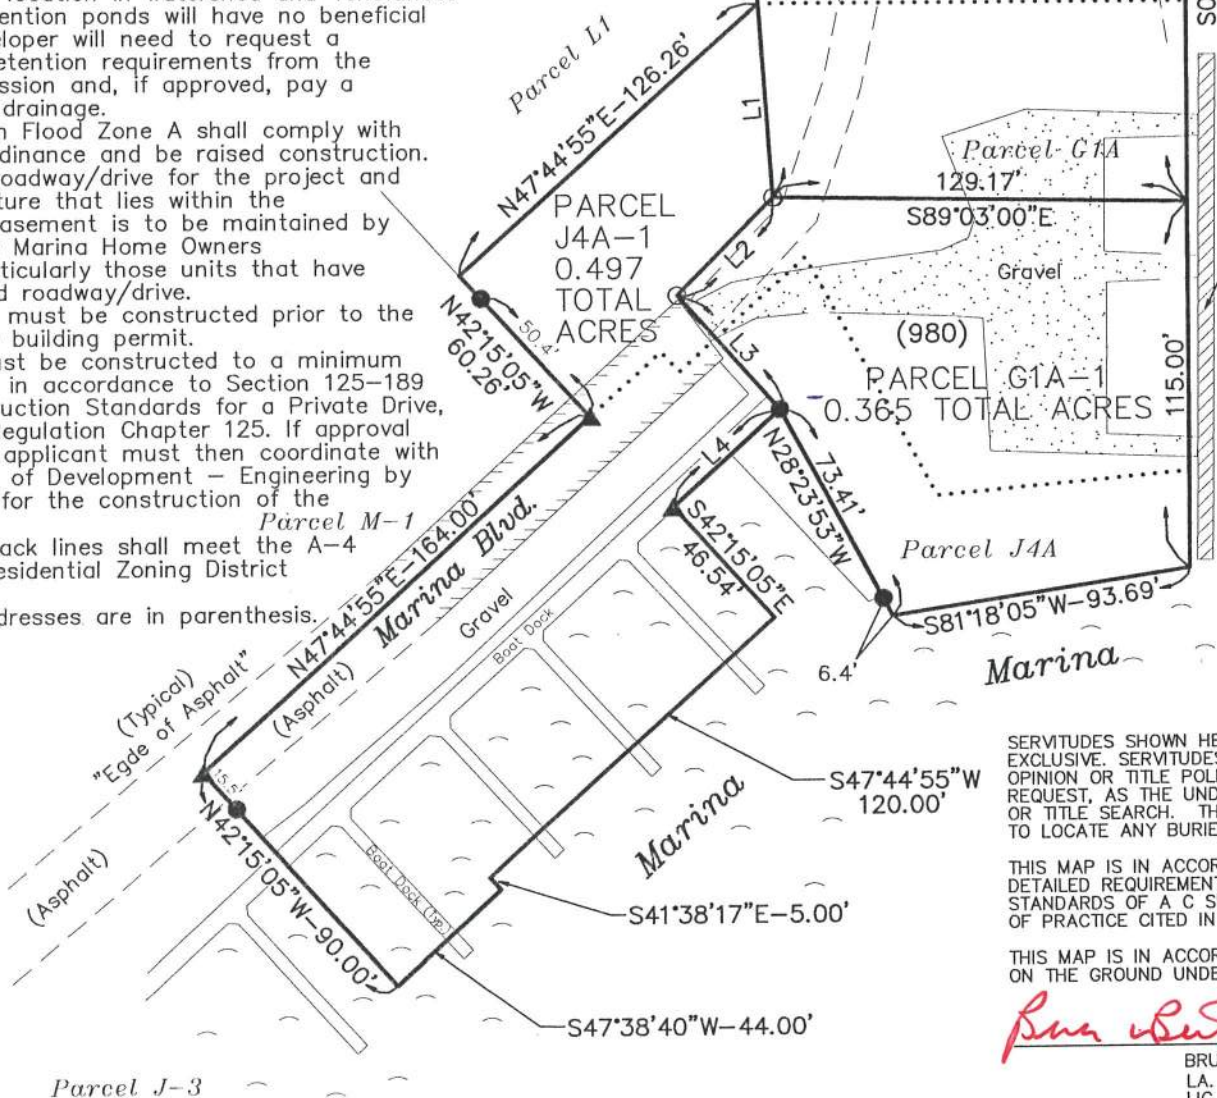 ention ponds will have no beneficial
eloper will need to request a
etention requirements from the
ssion and, if approved, pay a
drainage.
n Flood Zone A shall comply with
rdinance and be raised construction.
roadway/drive for the project and
ture that lies within the
asement is to be maintained by
Marina Home Owners
rticularly those units that have
d roadway/drive.
must be constructed prior to the
building permit.
ust be constructed to a minimum
in accordance to Section 125-189
uction Standards for a Private Drive,
egulation Chapter 125. If approval
applicant must then coordinate with
of Development – Engineering by
for the construction of the
ack lines shall meet the A-4
esidential Zoning District
dresses are in parenthesis.
Parcel L1
N47°44'55"E-126.26'
L1
PARCEL
J4A-1
0.497
TOTAL
ACRES
L2
Parcel G1A
129.17'
S89°03'00"E
Gravel
(980)
PARCEL G1A-1
0.365 TOTAL ACRES
115.00'
50.4'
N42°15'05"W
60.26'
L3
L4
N28°23'53"W
73.41'
S42°15'05"E
46.54'
Parcel J4A
S81°18'05"W-93.69'
6.4'
Marina
Parcel M-1
N47°44'55"E-164.00'
Marina Blvd.
Gravel
Boat Dock
(Asphalt)
(Typical)
"Egde of Asphalt"
15.5'
N42°15'05"W-90.00'
(Asphalt)
Boat Dock (Typ.)
Marina
S47°44'55"W
120.00'
S41°38'17"E-5.00'
S47°38'40"W-44.00'
Parcel J-3
SERVITUDES SHOWN HE
EXCLUSIVE. SERVITUDES
OPINION OR TITLE POLI
REQUEST, AS THE UND
OR TITLE SEARCH. TH
TO LOCATE ANY BURIE
THIS MAP IS IN ACCOR
DETAILED REQUIREMENT
STANDARDS OF A C S
OF PRACTICE CITED IN
THIS MAP IS IN ACCOR
ON THE GROUND UNDE
BRU
LA.